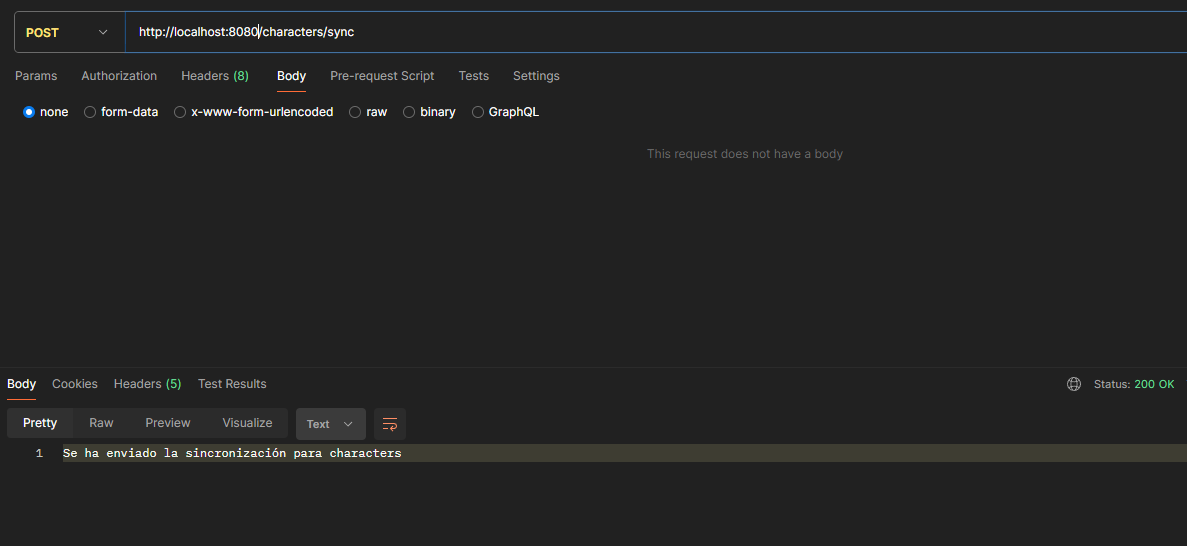 POST http://localhost:8080/characters/sync
Params Authorization Headers (8) Body Pre-request Script Tests Settings
none form-data x-www-form-urlencoded raw binary GraphQL
This request does not have a body
Body Cookies Headers (5) Test Results Status: 200 OK
Pretty Raw Preview Visualize Text
1 Se ha enviado la sincronización para characters